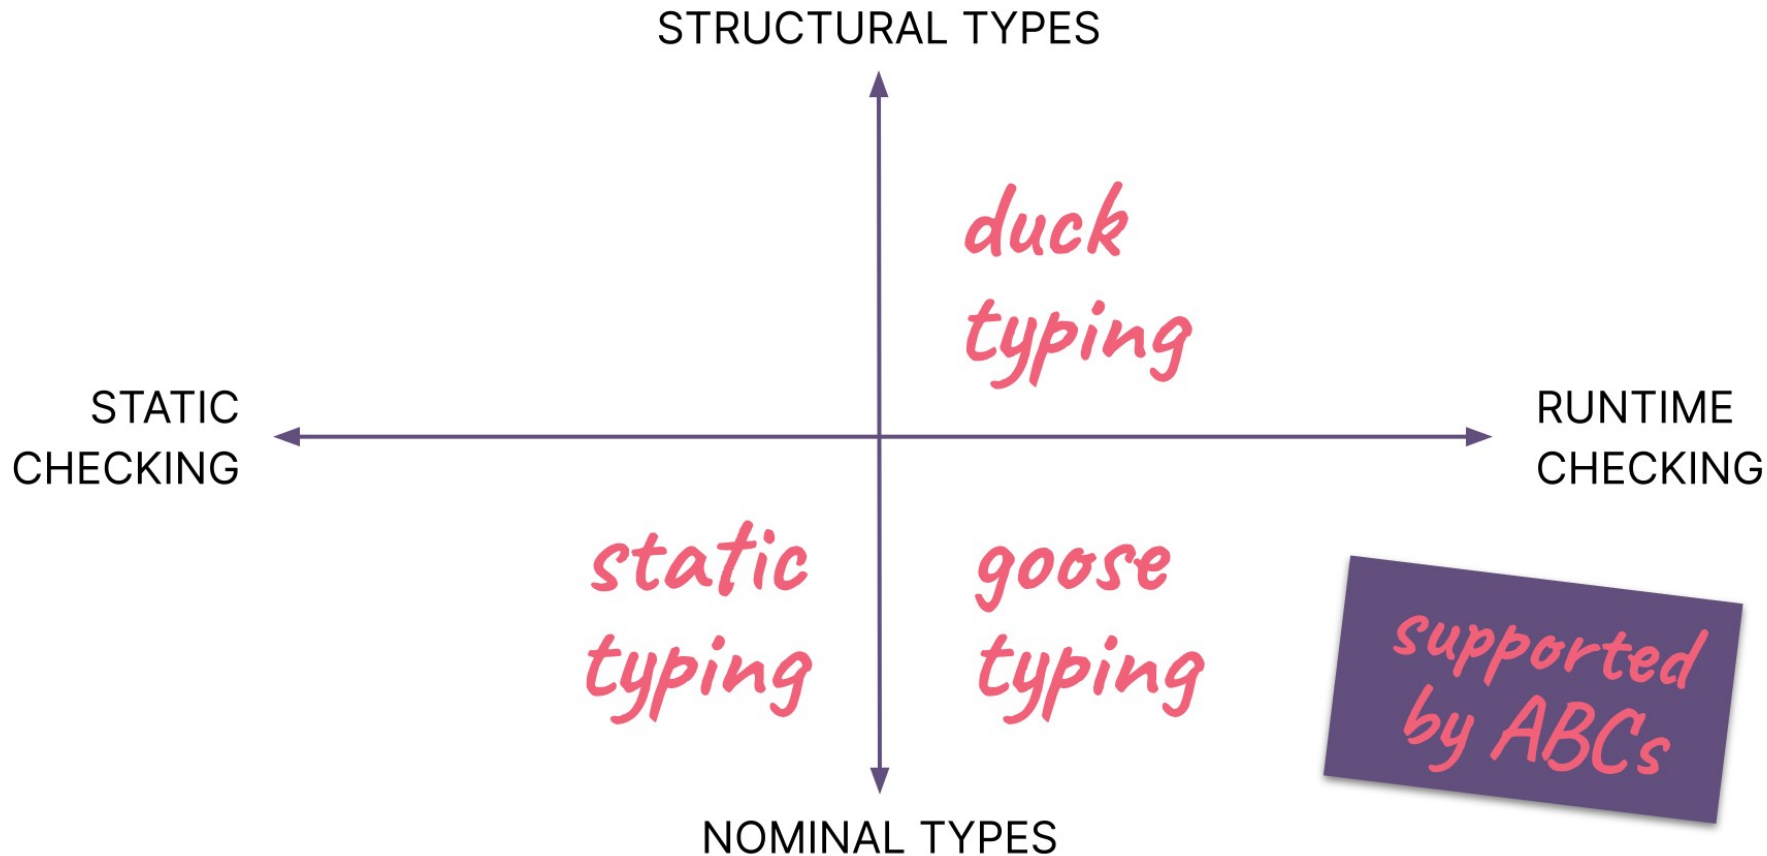 STRUCTURAL TYPES
duck
typing
STATIC
CHECKING
RUNTIME
CHECKING
static
typing
goose
typing
supported
by ABCs
NOMINAL TYPES